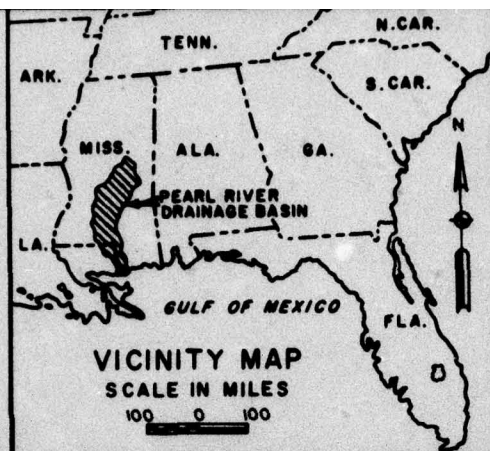 N. CAR.
TENN.
ARK.
S. CAR.
N
MISS.
ALA.
GA.
PEARL RIVER
DRAINAGE BASIN
LA.
GULF OF MEXICO
FLA.
VICINITY MAP
SCALE IN MILES
100 0 100